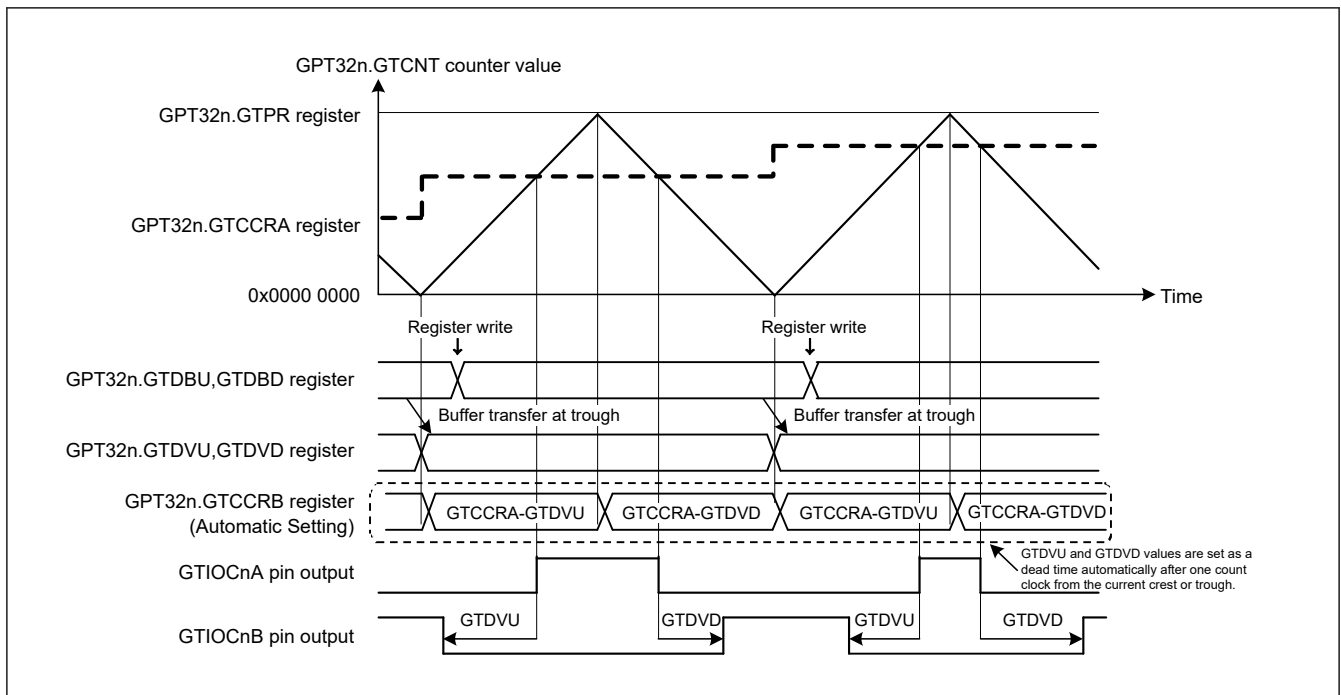 GPT32n.GTCNT counter value
GPT32n.GTPR register
GPT32n.GTCCRA register
0x0000 0000
Time
Register write
Register write
GPT32n.GTDBU,GTDBD register
Buffer transfer at trough
Buffer transfer at trough
GPT32n.GTDVU,GTDVD register
GPT32n.GTCCRB register
(Automatic Setting)
GTCCRA-GTDVU
GTCCRA-GTDVD
GTCCRA-GTDVU
GTCCRA-GTDVD
GTDVU and GTDVD values are set as a
dead time automatically after one count
clock from the current crest or trough.
GTIOCnA pin output
GTDVU
GTDVD
GTDVU
GTDVD
GTIOCnB pin output